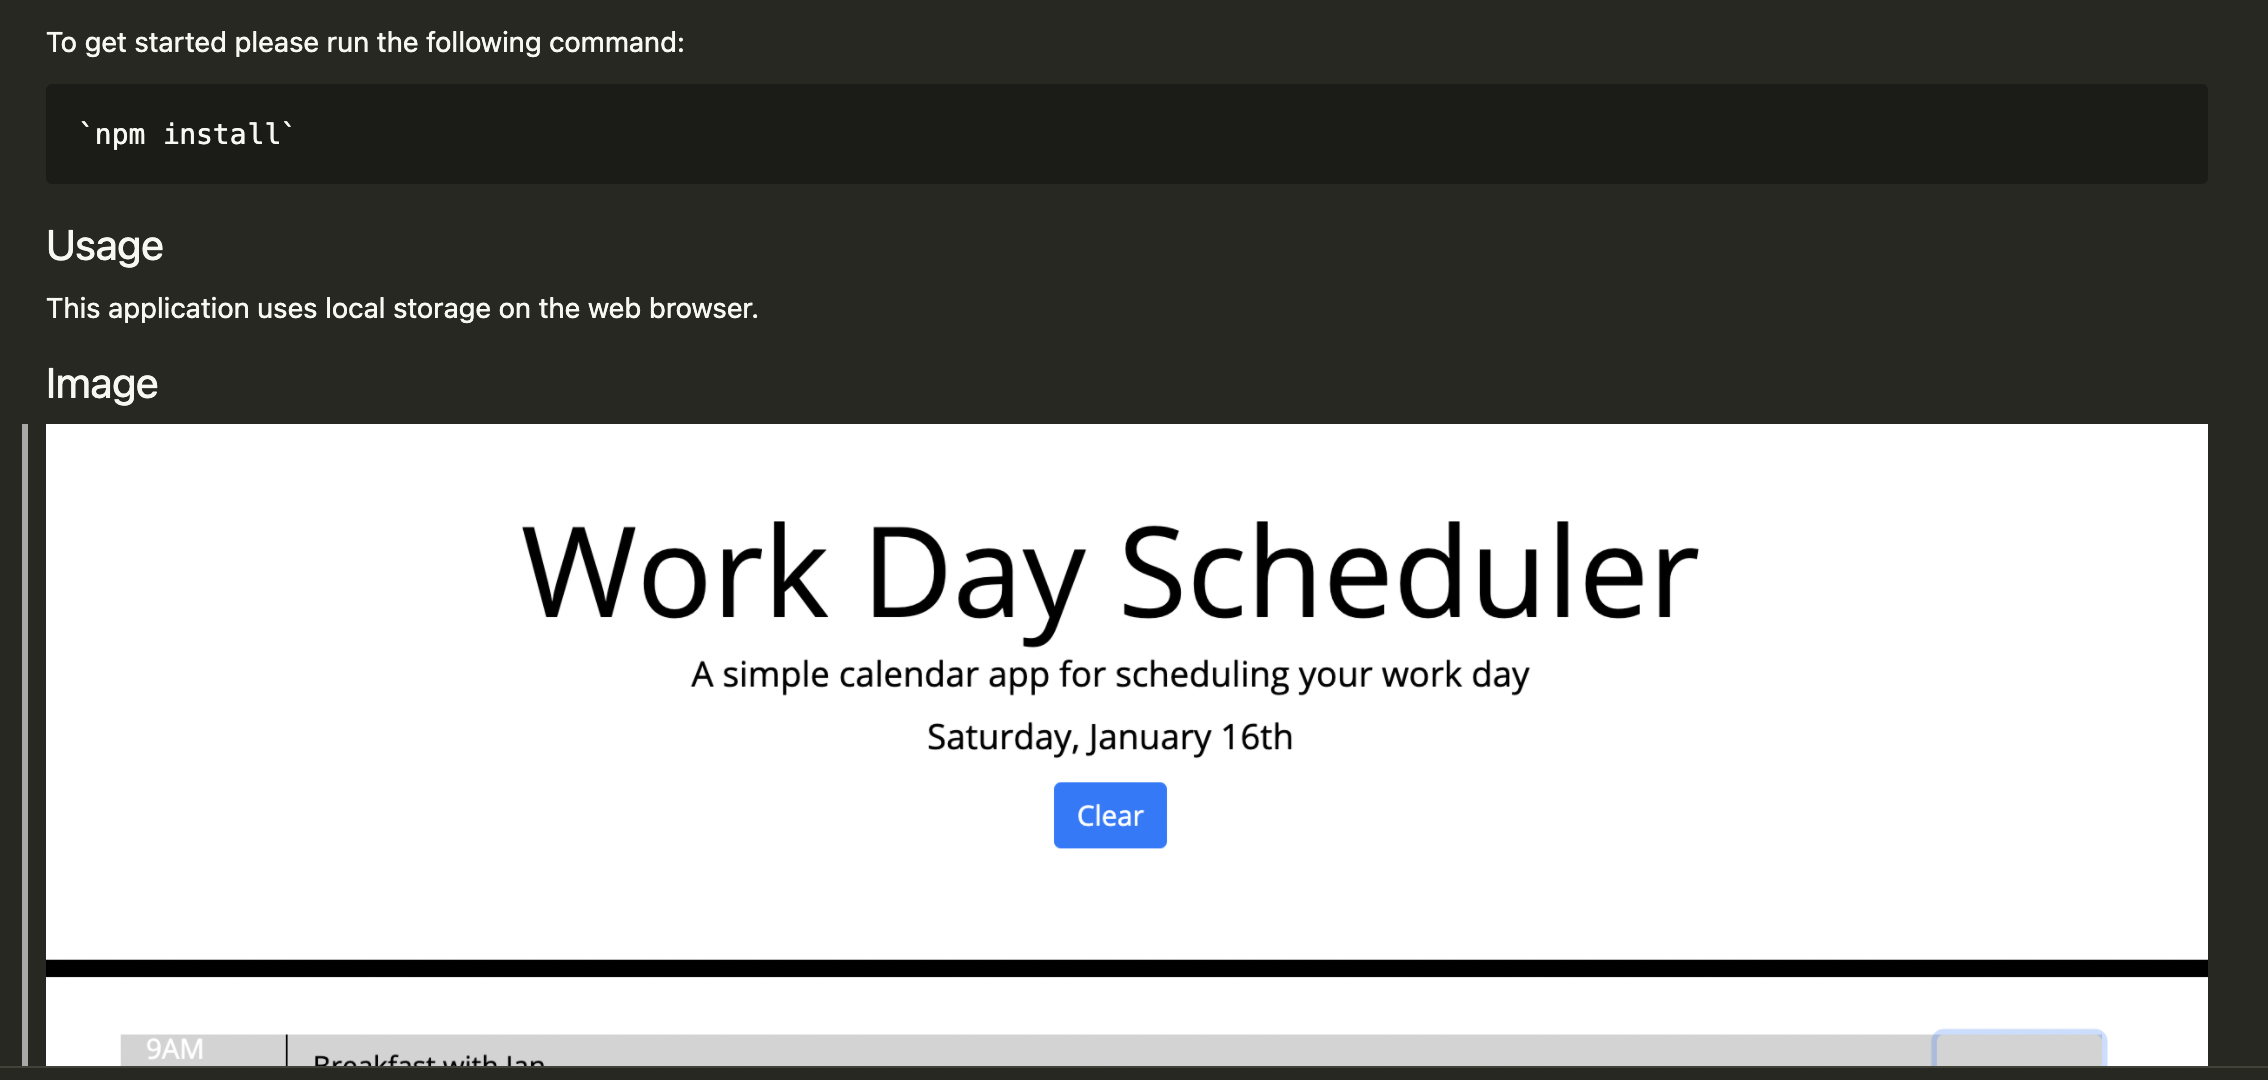 To get started please run the following command:
`npm install`
Usage
This application uses local storage on the web browser.
Image
Work Day Scheduler
A simple calendar app for scheduling your work day
Saturday, January 16th
Clear
9AM
Breakfast with Jan